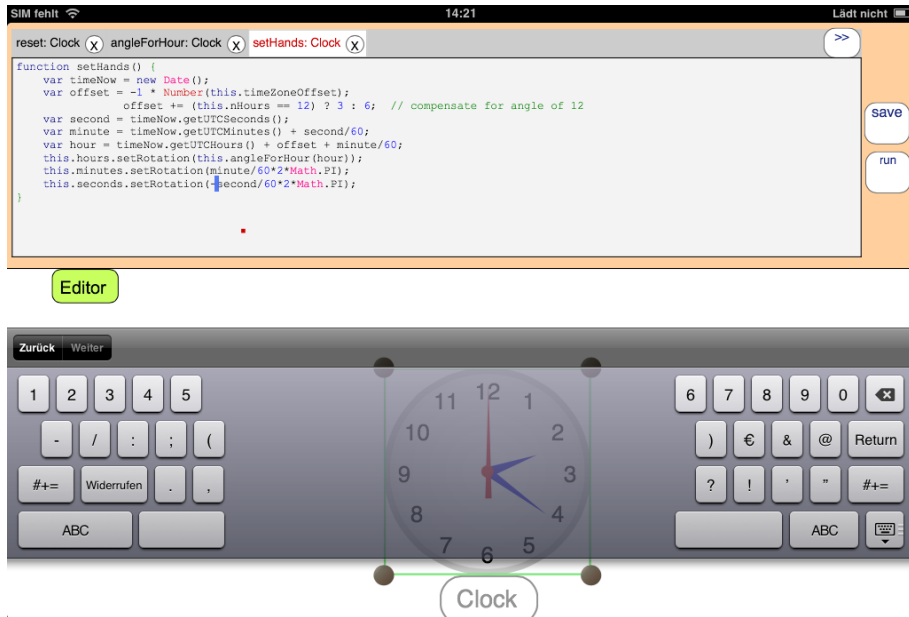 SIM fehlt 14:21 Lädt nicht
reset: Clock X angleForHour: Clock X setHands: Clock X >>
function setHands() {
var timeNow = new Date();
var offset = -1 * Number(this.timeZoneOffset);
offset += (this.nHours == 12) ? 3 : 6;  // compensate for angle of 12
var second = timeNow.getUTCSeconds();
var minute = timeNow.getUTCMinutes() + second/60;
var hour = timeNow.getUTCHours() + offset + minute/60;
this.hours.setRotation(this.angleForHour(hour));
this.minutes.setRotation(minute/60*2*Math.PI);
this.seconds.setRotation(-second/60*2*Math.PI);
}
save
run
Editor
Zurück Weiter
1 2 3 4 5 6 7 8 9 0
- / : ; ( ) € & @ Return
#+= Widerrufen . , ? ! ' " #+=
ABC ABC
12
11 1
10 2
9 3
8 4
7 5
6
Clock